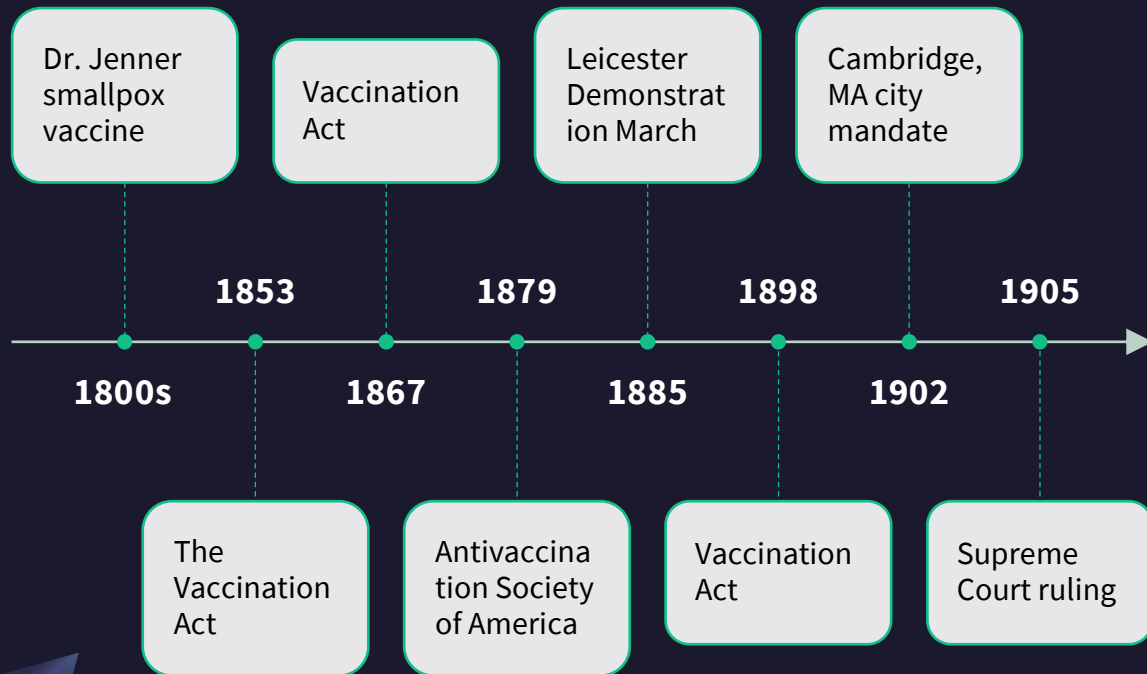 Dr. Jenner
smallpox
vaccine
Vaccination
Act
Leicester
Demonstrat
ion March
Cambridge,
MA city
mandate
1853
1879
1898
1905
1800s
1867
1885
1902
The
Vaccination
Act
Antivaccina
tion Society
of America
Vaccination
Act
Supreme
Court ruling